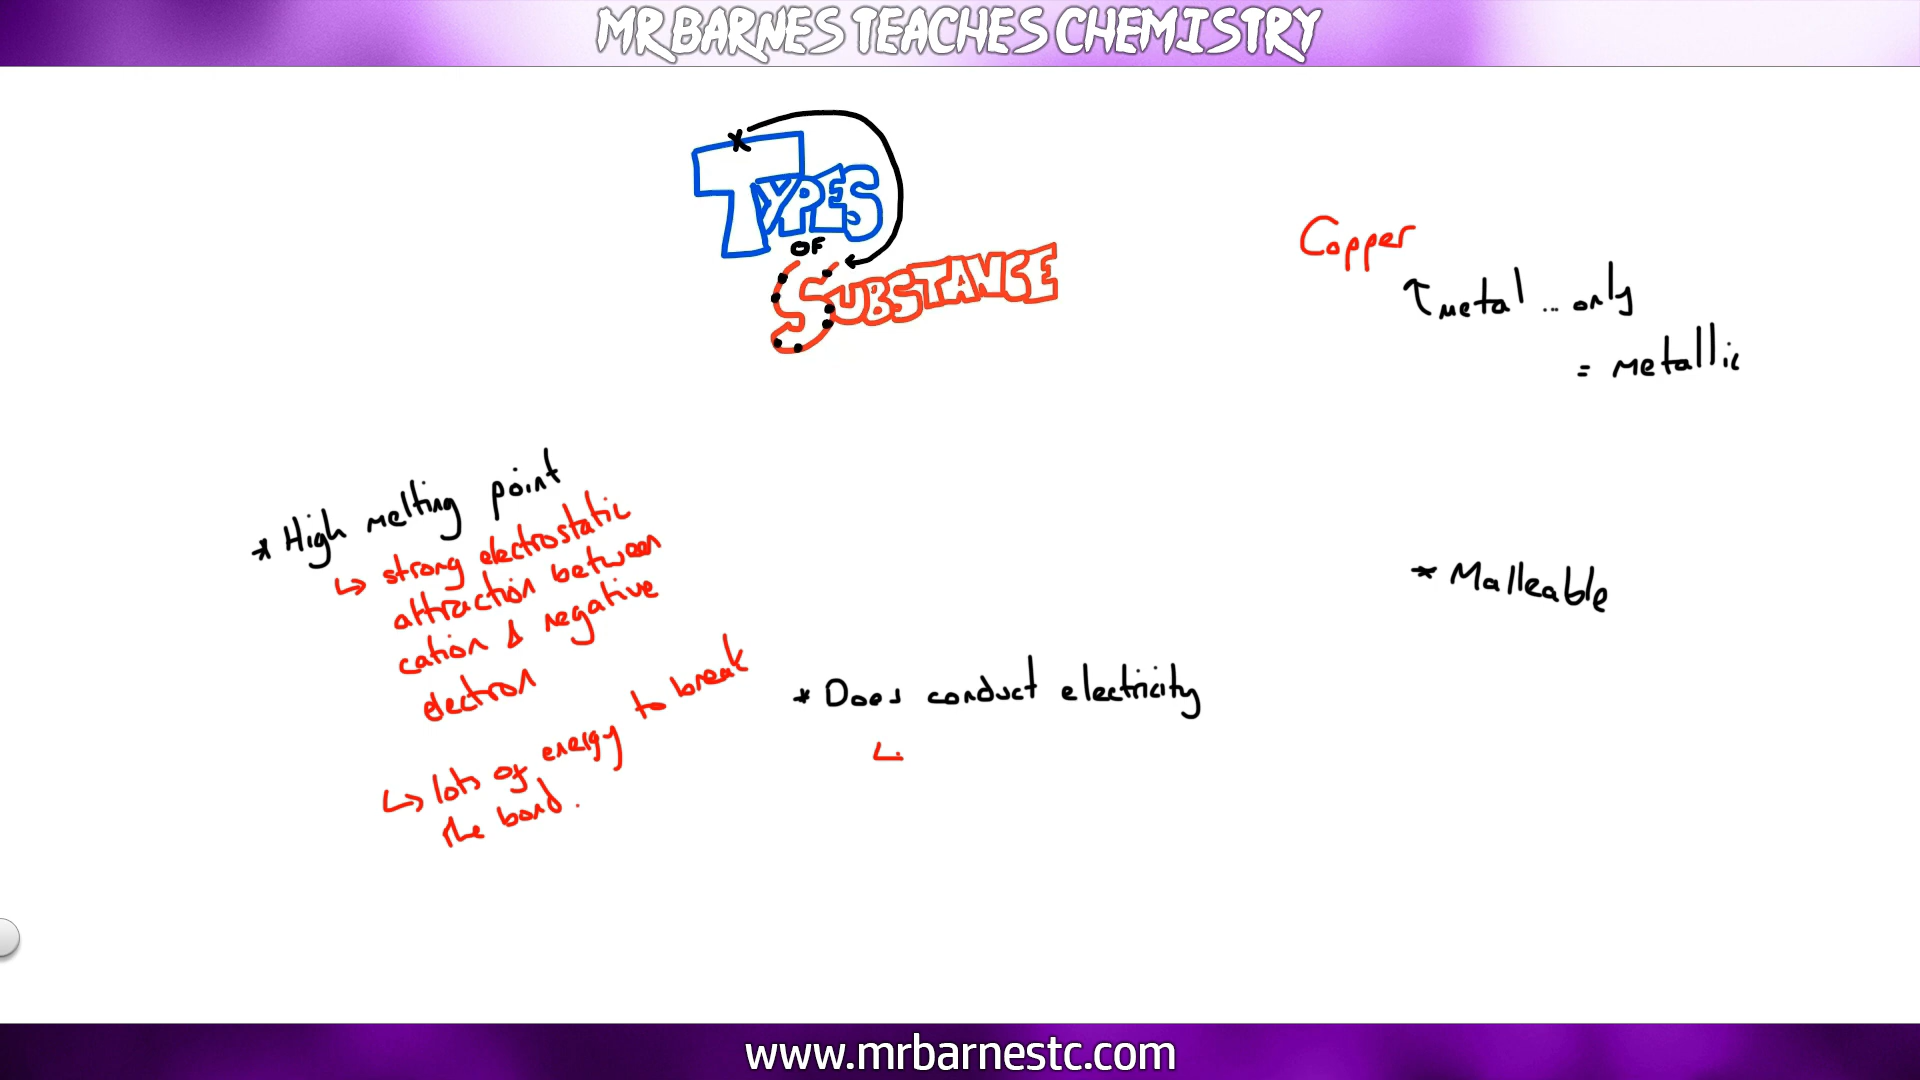 MR BARNES TEACHES CHEMISTRY
TYPES
OF
SUBSTANCE
Copper
metal ... only
= metallic
* High melting point
↳ strong electrostatic
attraction between
cation & negative
electron
↳ lots of energy to break
the bond.
* Does conduct electricity
* Malleable
www.mrbarnestc.com